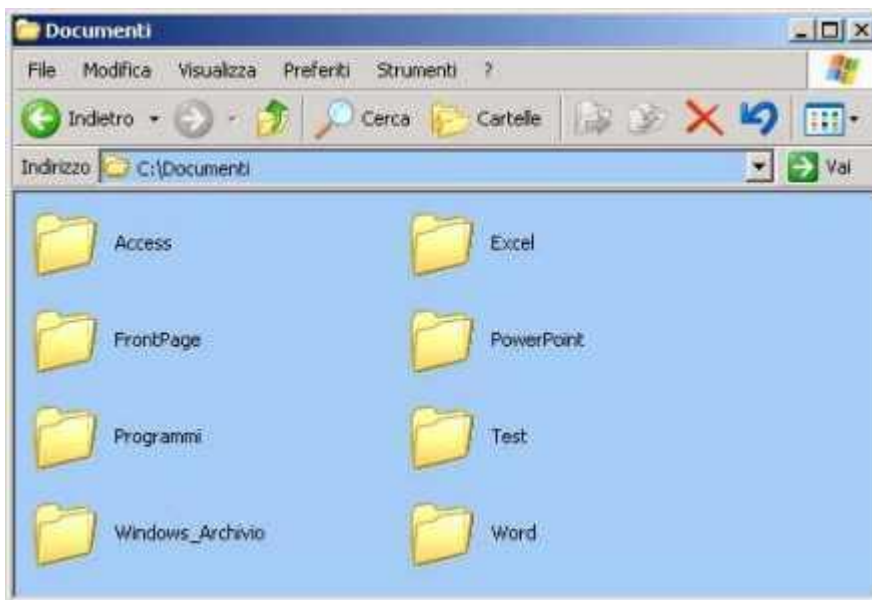 Documenti
File Modifica Visualizza Preferiti Strumenti ?
Indietro Cerca Cartelle
Indirizzo C:\Documenti Vai
Access Excel
FrontPage PowerPoint
Programmi Test
Windows_Archivio Word